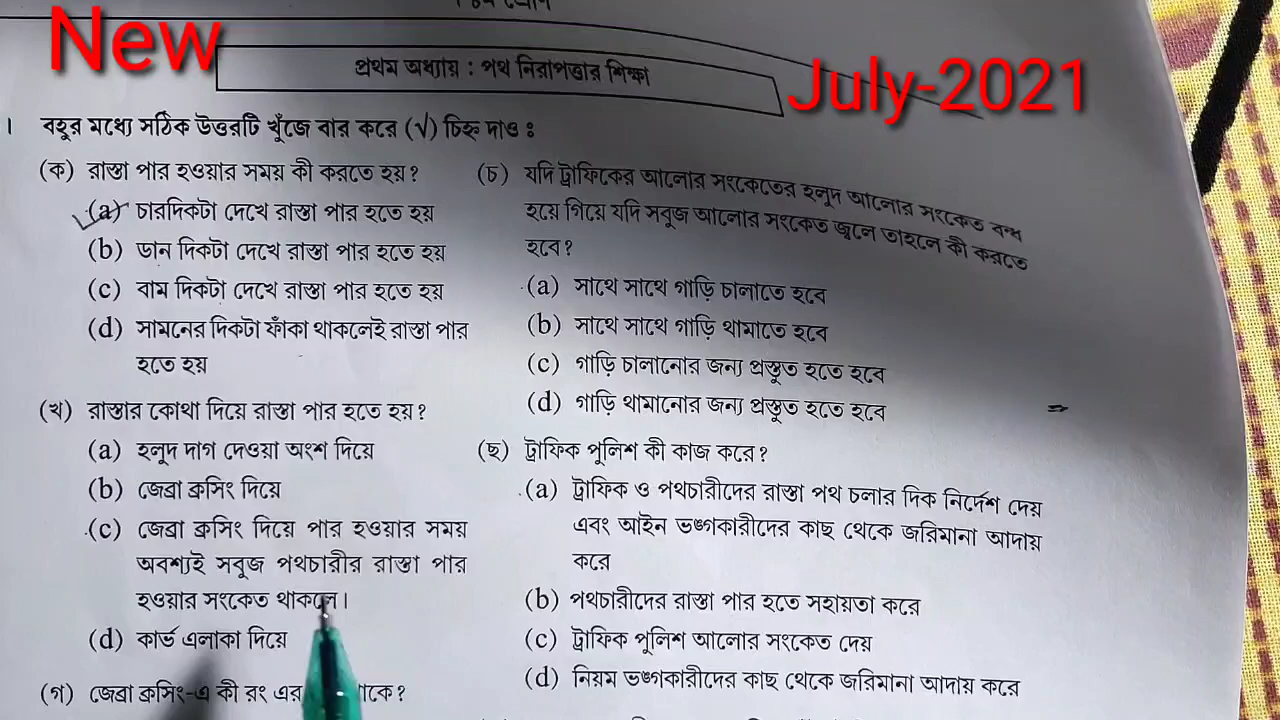 New
প্রথম অধ্যায় : পথ নিরাপত্তার শিক্ষা
July-2021
। বহুর মধ্যে সঠিক উত্তরটি খুঁজে বার করে (√) চিহ্ন দাও ঃ
(ক) রাস্তা পার হওয়ার সময় কী করতে হয়?
(a) চারদিকটা দেখে রাস্তা পার হতে হয়
(b) ডান দিকটা দেখে রাস্তা পার হতে হয়
(c) বাম দিকটা দেখে রাস্তা পার হতে হয়
(d) সামনের দিকটা ফাঁকা থাকলেই রাস্তা পার
হতে হয়
(খ) রাস্তার কোথা দিয়ে রাস্তা পার হতে হয়?
(a) হলুদ দাগ দেওয়া অংশ দিয়ে
(b) জেব্রা ক্রসিং দিয়ে
(c) জেব্রা ক্রসিং দিয়ে পার হওয়ার সময়
অবশ্যই সবুজ পথচারীর রাস্তা পার
হওয়ার সংকেত থাকলে।
(d) কার্ভ এলাকা দিয়ে
(গ) জেব্রা ক্রসিং-এ কী রং এর থাকে?
(চ) যদি ট্রাফিকের আলোর সংকেতের হলুদ আলোর সংকেত বন্ধ
হয়ে গিয়ে যদি সবুজ আলোর সংকেত জ্বলে তাহলে কী করতে
হবে?
(a) সাথে সাথে গাড়ি চালাতে হবে
(b) সাথে সাথে গাড়ি থামাতে হবে
(c) গাড়ি চালানোর জন্য প্রস্তুত হতে হবে
(d) গাড়ি থামানোর জন্য প্রস্তুত হতে হবে
(ছ) ট্রাফিক পুলিশ কী কাজ করে?
(a) ট্রাফিক ও পথচারীদের রাস্তা পথ চলার দিক নির্দেশ দেয়
এবং আইন ভঙ্গকারীদের কাছ থেকে জরিমানা আদায়
করে
(b) পথচারীদের রাস্তা পার হতে সহায়তা করে
(c) ট্রাফিক পুলিশ আলোর সংকেত দেয়
(d) নিয়ম ভঙ্গকারীদের কাছ থেকে জরিমানা আদায় করে